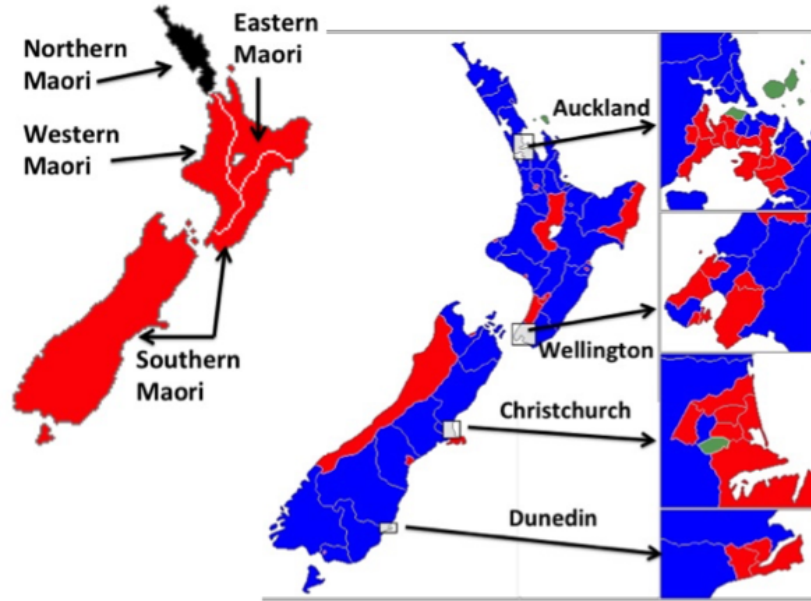 Northern
Maori
Eastern
Maori
Western
Maori
Southern
Maori
Auckland
Wellington
Christchurch
Dunedin